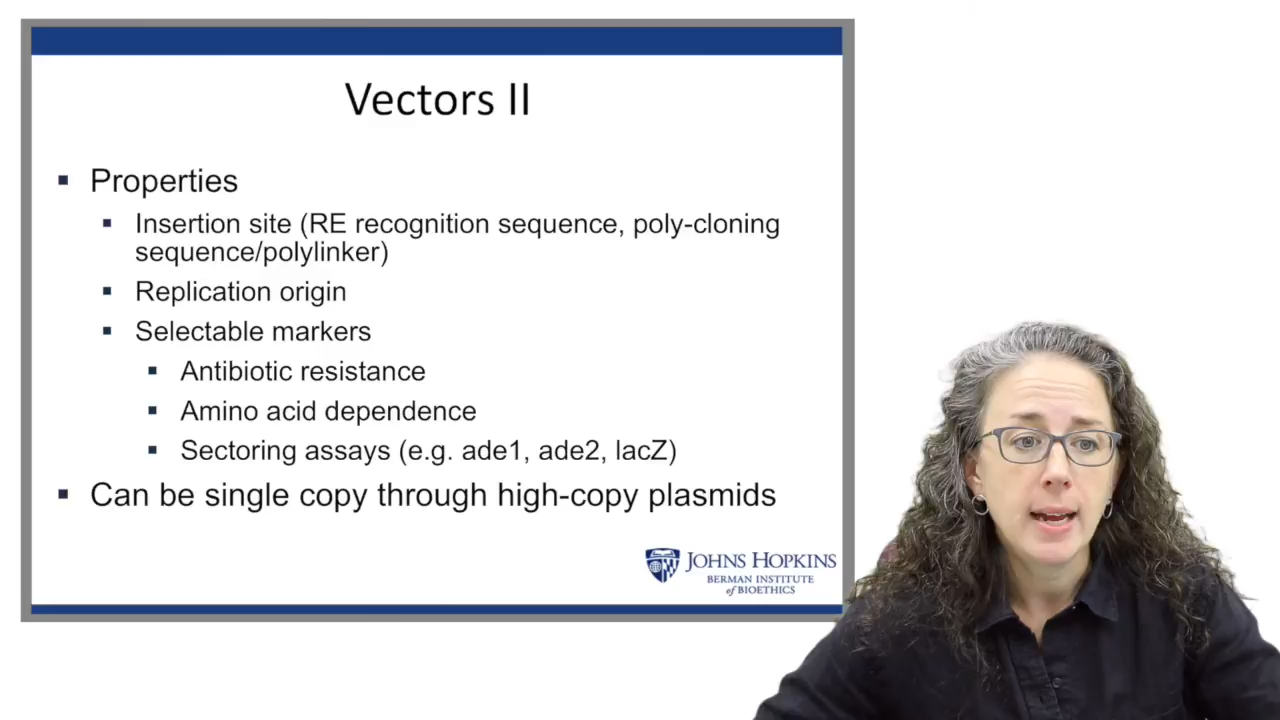 Vectors II
▪ Properties
▪ Insertion site (RE recognition sequence, poly-cloning
sequence/polylinker)
▪ Replication origin
▪ Selectable markers
▪ Antibiotic resistance
▪ Amino acid dependence
▪ Sectoring assays (e.g. ade1, ade2, lacZ)
▪ Can be single copy through high-copy plasmids
JOHNS HOPKINS
BERMAN INSTITUTE
of BIOETHICS